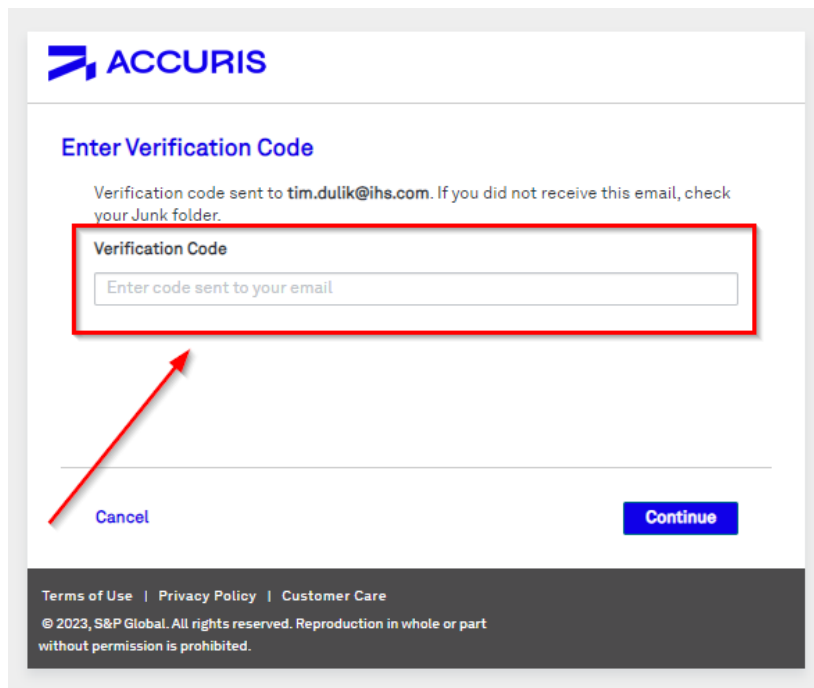 ACCURIS
Enter Verification Code
Verification code sent to tim.dulik@ihs.com. If you did not receive this email, check
your Junk folder.
Verification Code
Enter code sent to your email
Cancel
Continue
Terms of Use | Privacy Policy | Customer Care
© 2023, S&P Global. All rights reserved. Reproduction in whole or part
without permission is prohibited.